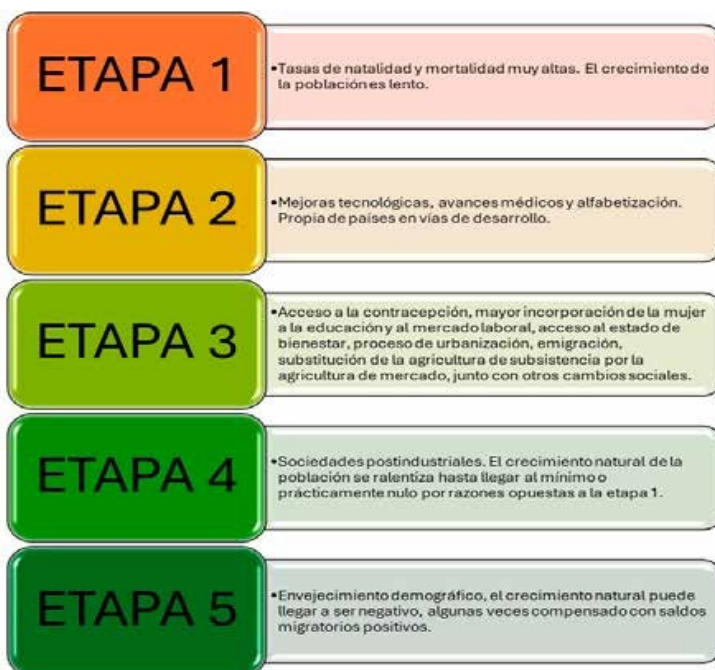 ETAPA 1
•Tasas de natalidad y mortalidad muy altas. El crecimiento de
la población es lento.
ETAPA 2
•Mejoras tecnológicas, avances médicos y alfabetización.
Propia de países en vías de desarrollo.
ETAPA 3
•Acceso a la contracepción, mayor incorporación de la mujer
a la educación y al mercado laboral, acceso al estado de
bienestar, proceso de urbanización, emigración,
substitución de la agricultura de subsistencia por la
agricultura de mercado, junto con otros cambios sociales.
ETAPA 4
•Sociedades postindustriales. El crecimiento natural de la
población se ralentiza hasta llegar al mínimo o
prácticamente nulo por razones opuestas a la etapa 1.
ETAPA 5
•Envejecimiento demográfico, el crecimiento natural puede
llegar a ser negativo, algunas veces compensado con saldos
migratorios positivos.